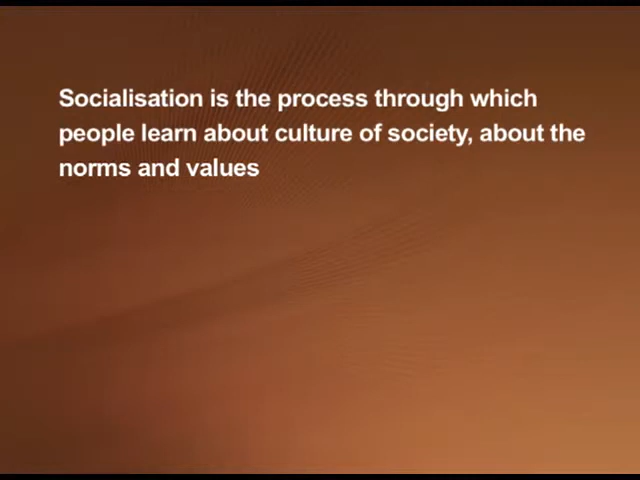 Socialisation is the process through which
people learn about culture of society, about the
norms and values